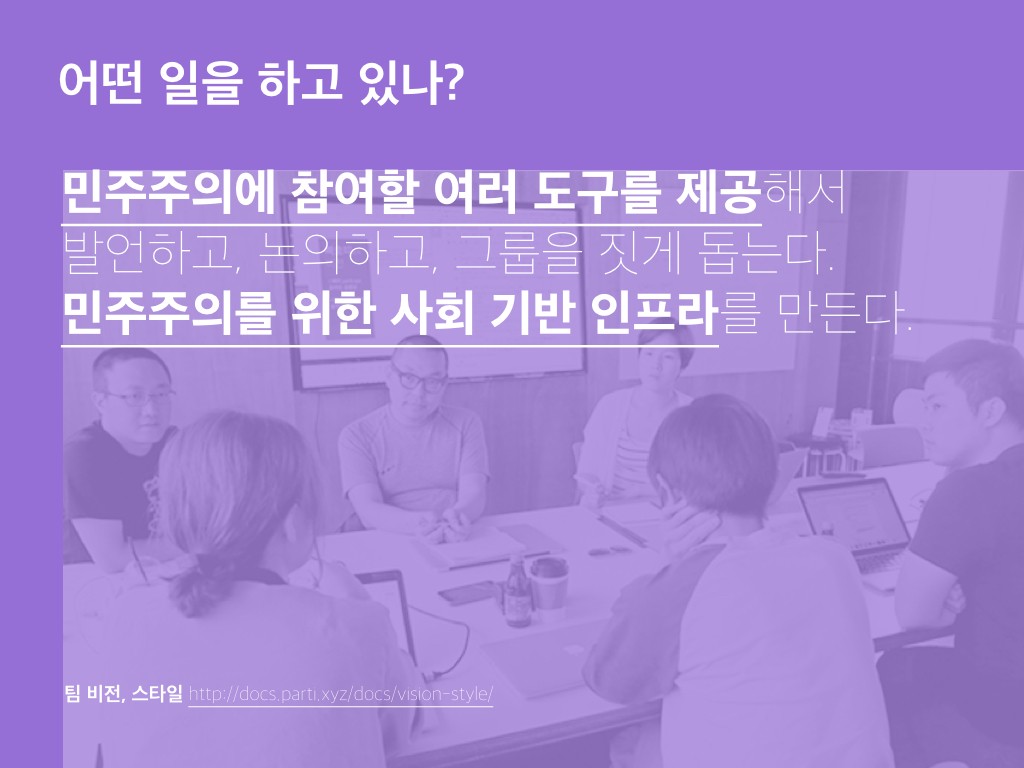 어떤 일을 하고 있나?
민주주의에 참여할 여러 도구를 제공해서
발언하고, 논의하고, 그룹을 짓게 돕는다.
민주주의를 위한 사회 기반 인프라를 만든다.
팀 비전, 스타일 http://docs.parti.xyz/docs/vision-style/